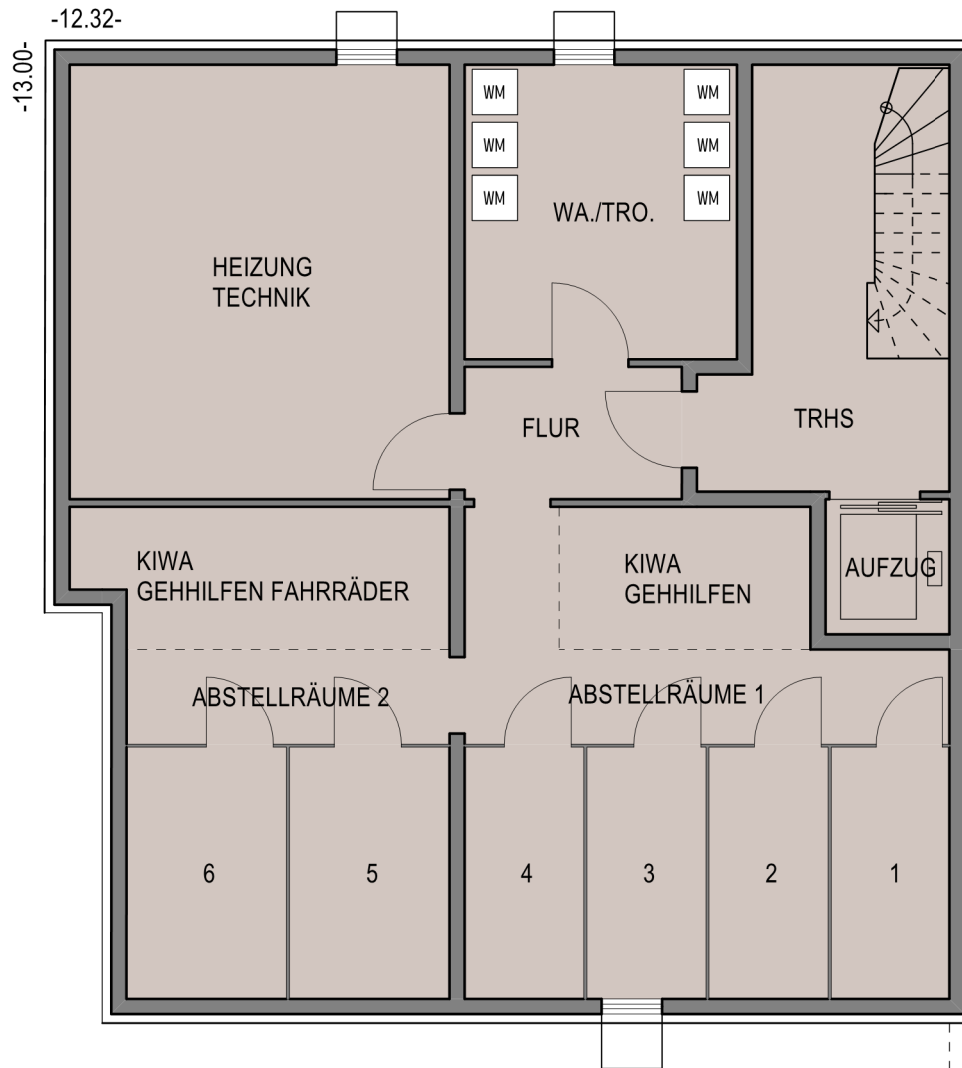 -12.32-
-13.00-
WM
WM
WM
WM
WM
WM
WA./TRO.
HEIZUNG
TECHNIK
FLUR
TRHS
KIWA
GEHHILFEN FAHRRÄDER
KIWA
GEHHILFEN
AUFZUG
ABSTELLRÄUME 2
ABSTELLRÄUME 1
6
5
4
3
2
1